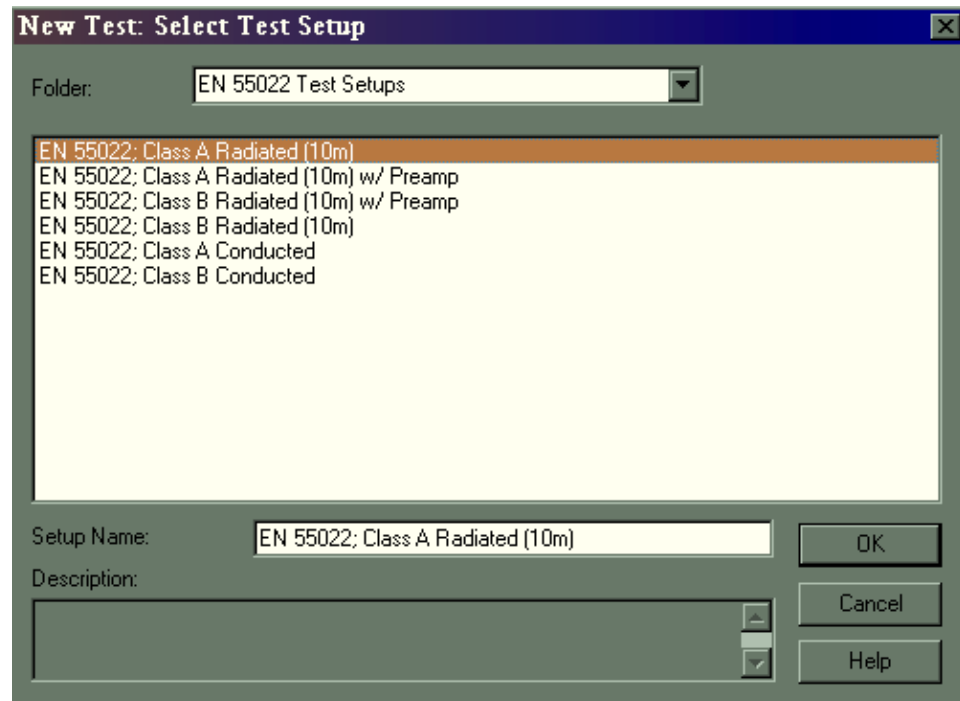 New Test: Select Test Setup
Folder: EN 55022 Test Setups
EN 55022; Class A Radiated (10m)
EN 55022; Class A Radiated (10m) w/ Preamp
EN 55022; Class B Radiated (10m) w/ Preamp
EN 55022; Class B Radiated (10m)
EN 55022; Class A Conducted
EN 55022; Class B Conducted
Setup Name: EN 55022; Class A Radiated (10m)
OK
Description:
Cancel
Help